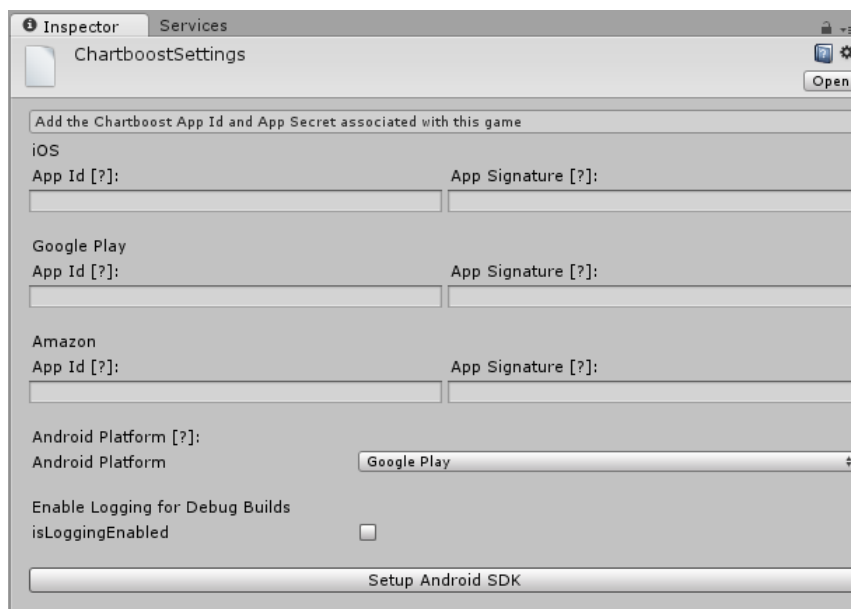 Inspector Services
ChartboostSettings
Open
Add the Chartboost App Id and App Secret associated with this game
iOS
App Id [?]: App Signature [?]:
Google Play
App Id [?]: App Signature [?]:
Amazon
App Id [?]: App Signature [?]:
Android Platform [?]:
Android Platform Google Play
Enable Logging for Debug Builds
isLoggingEnabled
Setup Android SDK